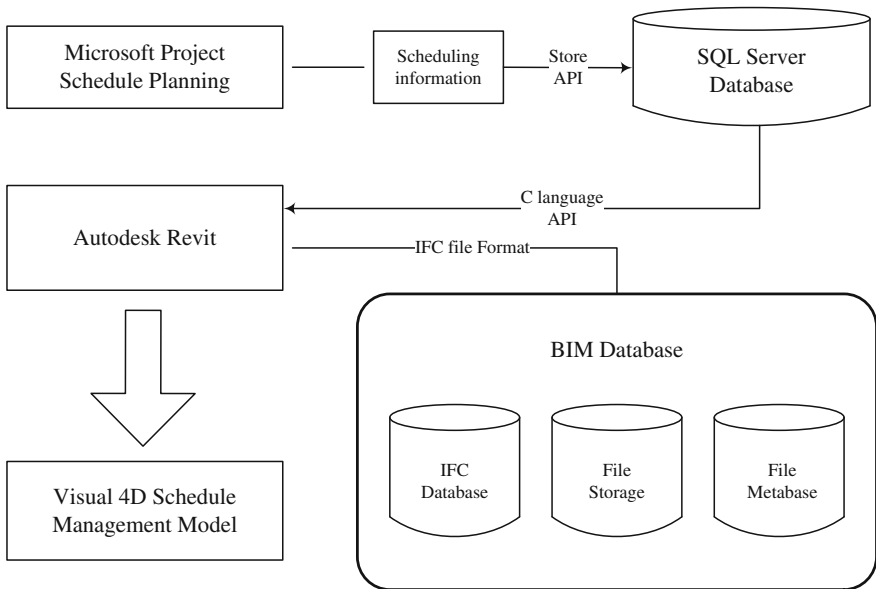 Microsoft Project
Schedule Planning
Scheduling
information
Store
API
SQL Server
Database
C language
API
Autodesk Revit
IFC file Format
BIM Database
IFC
Database
File
Storage
File
Metabase
Visual 4D Schedule
Management Model